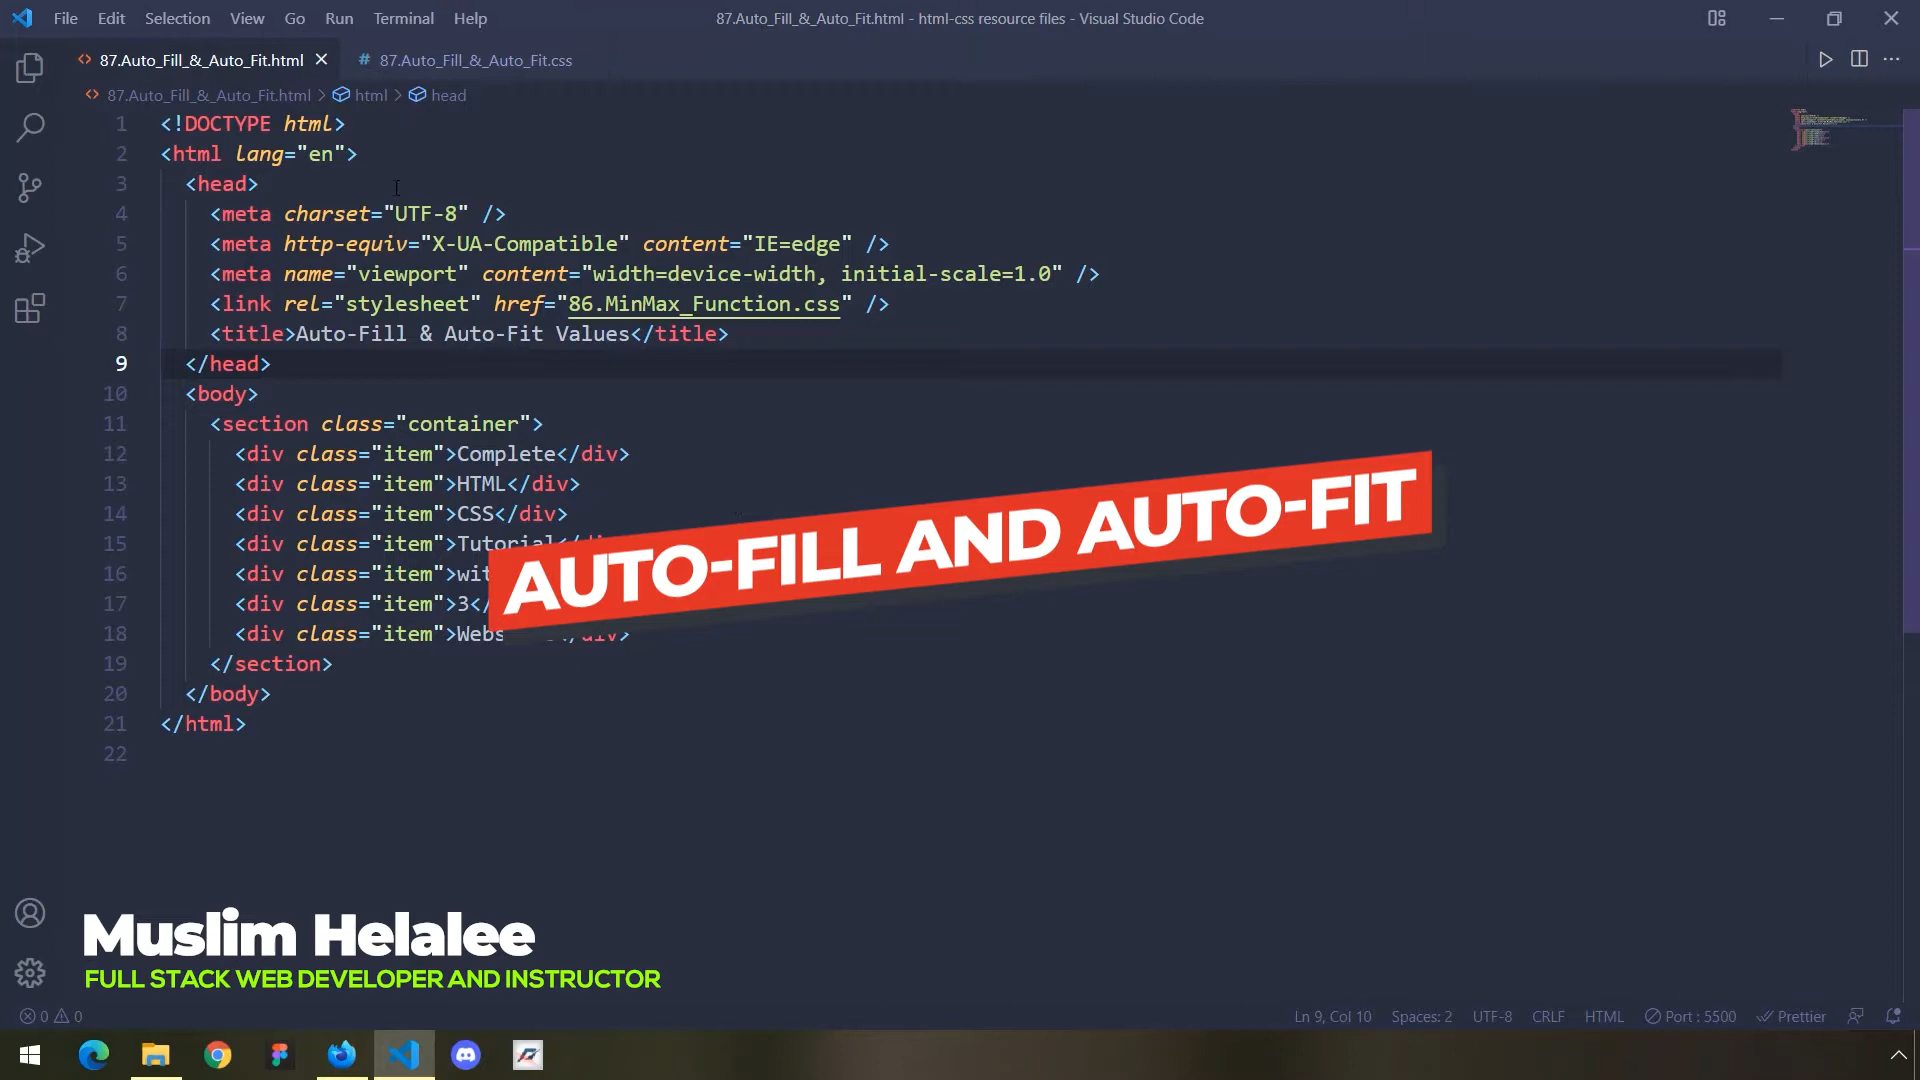 File Edit Selection View Go Run Terminal Help
87.Auto_Fill_&_Auto_Fit.html - html-css resource files - Visual Studio Code
87.Auto_Fill_&_Auto_Fit.html
# 87.Auto_Fill_&_Auto_Fit.css
87.Auto_Fill_&_Auto_Fit.html > html > head
1 <!DOCTYPE html>
2 <html lang="en">
3 <head>
4 <meta charset="UTF-8" />
5 <meta http-equiv="X-UA-Compatible" content="IE=edge" />
6 <meta name="viewport" content="width=device-width, initial-scale=1.0" />
7 <link rel="stylesheet" href="86.MinMax_Function.css" />
8 <title>Auto-Fill & Auto-Fit Values</title>
9 </head>
10 <body>
11 <section class="container">
12 <div class="item">Complete</div>
13 <div class="item">HTML</div>
14 <div class="item">CSS</div>
15 <div class="item">Tutorial</div>
16 <div class="item">wit
17 <div class="item">3</
18 <div class="item">Webs /div>
19 </section>
20 </body>
21 </html>
22
AUTO-FILL AND AUTO-FIT
Muslim Helalee
FULL STACK WEB DEVELOPER AND INSTRUCTOR
0 0
Ln 9, Col 10 Spaces: 2 UTF-8 CRLF HTML Port : 5500 Prettier